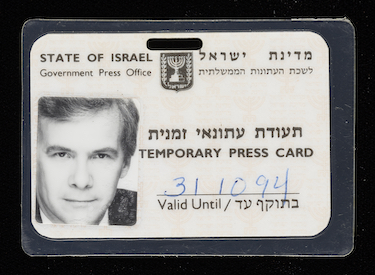 STATE OF ISRAEL
Government Press Office
מדינת ישראל
לשכת העתונות הממשלתית
תעודת עתונאי זמנית
TEMPORARY PRESS CARD
31 10 94
Valid Until / בתוקף עד